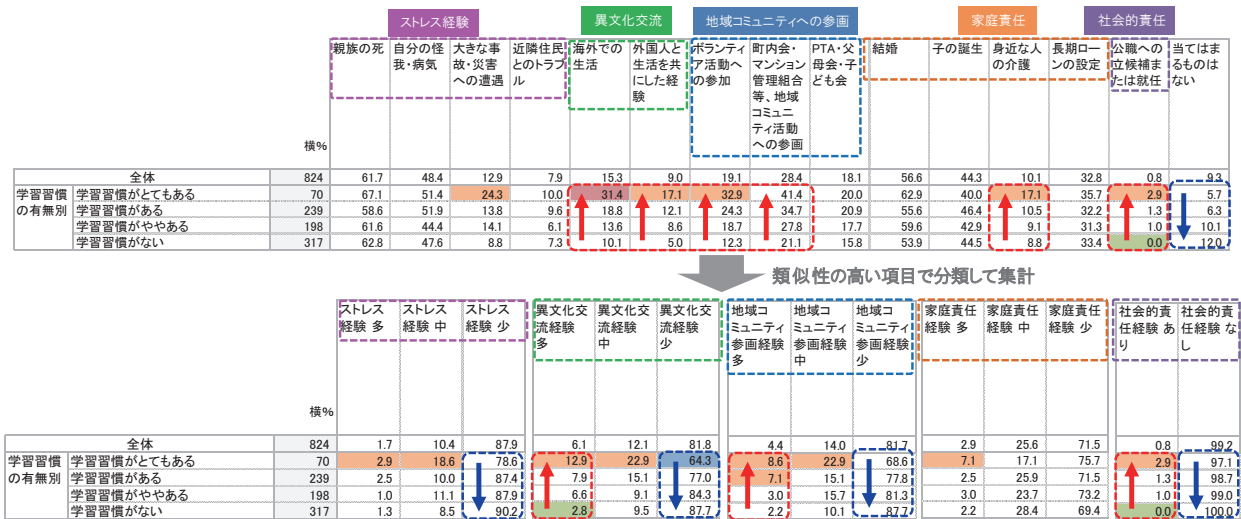 ストレス経験 異文化交流 地域コミュニティへの参画 家庭責任 社会的責任
親族の死 自分の怪我・病気 大きな事故・災害への遭遇 近隣住民とのトラブル 海外での生活 外国人と生活を共にした経験 ボランティア活動への参加 町内会・マンション管理組合等、地域コミュニティ活動への参画 PTA・父母会・子ども会 結婚 子の誕生 身近な人の介護 長期ローンの設定 公職への立候補または就任 当てはまるものはない
横%
全体 824 61.7 48.4 12.9 7.9 15.3 9.0 19.1 28.4 18.1 56.6 44.3 10.1 32.8 0.8 9.3
学習習慣の有無別 学習習慣がとてもある 70 67.1 51.4 24.3 10.0 31.4 17.1 32.9 41.4 20.0 62.9 40.0 17.1 35.7 2.9 5.7
学習習慣がある 239 58.6 51.9 13.8 9.6 18.8 12.1 24.3 34.7 20.9 55.6 46.4 10.5 32.2 1.3 6.3
学習習慣がややある 198 61.6 44.4 14.1 6.1 13.6 8.6 18.7 27.8 17.7 59.6 42.9 9.1 31.3 1.0 10.1
学習習慣がない 317 62.8 47.6 8.8 7.3 10.1 5.0 12.3 21.1 15.8 53.9 44.5 8.8 33.4 0.0 12.0
類似性の高い項目で分類して集計
ストレス経験 多 ストレス経験 中 ストレス経験 少 異文化交流経験 多 異文化交流経験 中 異文化交流経験 少 地域コミュニティ参画経験 多 地域コミュニティ参画経験 中 地域コミュニティ参画経験 少 家庭責任経験 多 家庭責任経験 中 家庭責任経験 少 社会的責任経験 あり 社会的責任経験 なし
横%
全体 824 1.7 10.4 87.9 6.1 12.1 81.8 4.4 14.0 81.7 2.9 25.6 71.5 0.8 99.2
学習習慣の有無別 学習習慣がとてもある 70 2.9 18.6 78.6 12.9 22.9 64.3 8.6 22.9 68.6 7.1 17.1 75.7 2.9 97.1
学習習慣がある 239 2.5 10.0 87.4 7.9 15.1 77.0 7.1 15.1 77.8 2.5 25.9 71.5 1.3 98.7
学習習慣がややある 198 1.0 11.1 87.9 6.6 9.1 84.3 3.0 15.7 81.3 3.0 23.7 73.2 1.0 99.0
学習習慣がない 317 1.3 8.5 90.2 2.8 9.5 87.7 2.2 10.1 87.7 2.2 28.4 69.4 0.0 100.0